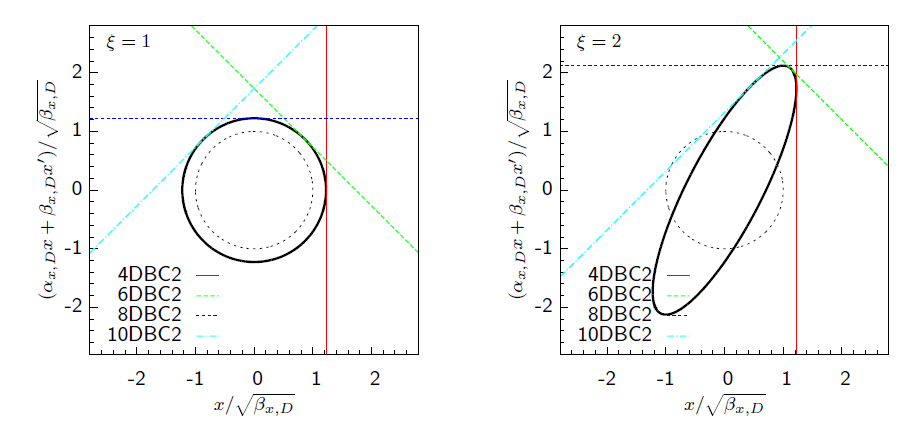 ξ = 1
(α_{x,D}x + β_{x,D}x′)/√β_{x,D}
2
1
0
-1
-2
4DBC2
6DBC2
8DBC2
10DBC2
-2 -1 0 1 2
x/√β_{x,D}
ξ = 2
(α_{x,D}x + β_{x,D}x′)/√β_{x,D}
2
1
0
-1
-2
4DBC2
6DBC2
8DBC2
10DBC2
-2 -1 0 1 2
x/√β_{x,D}